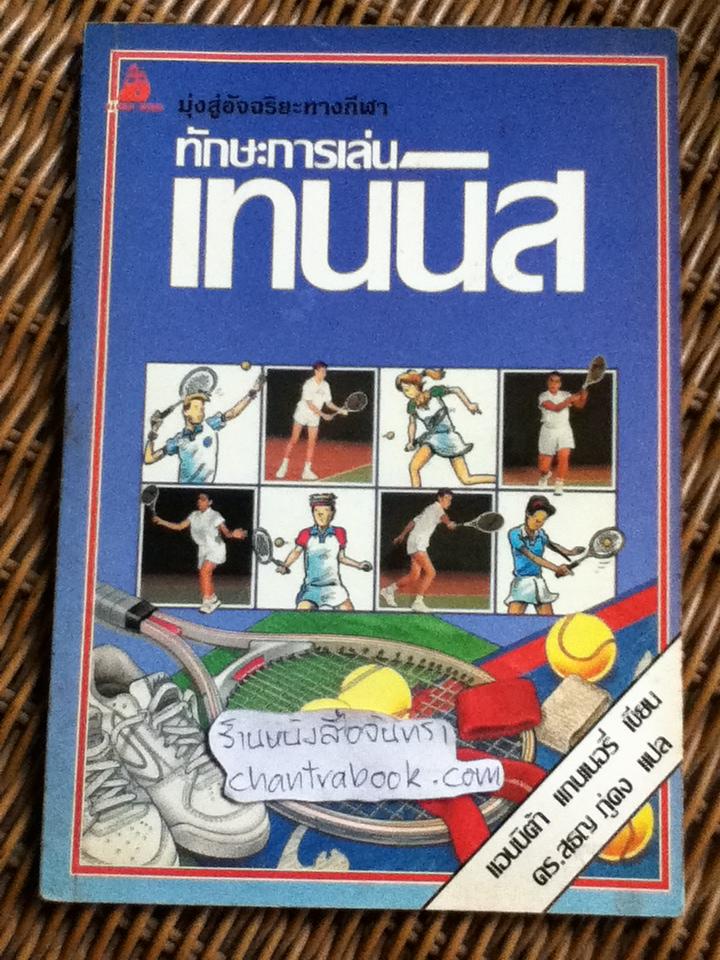 มุ่งสู่อัจฉริยะทางกีฬา
ทักษะการเล่น
เทนนิส
ร้านหนังสือจันทรา
chantrabook.com
แอนนิต้า แกนเนอรี่ เขียน
ดร.สธญ ภู่คง แปล